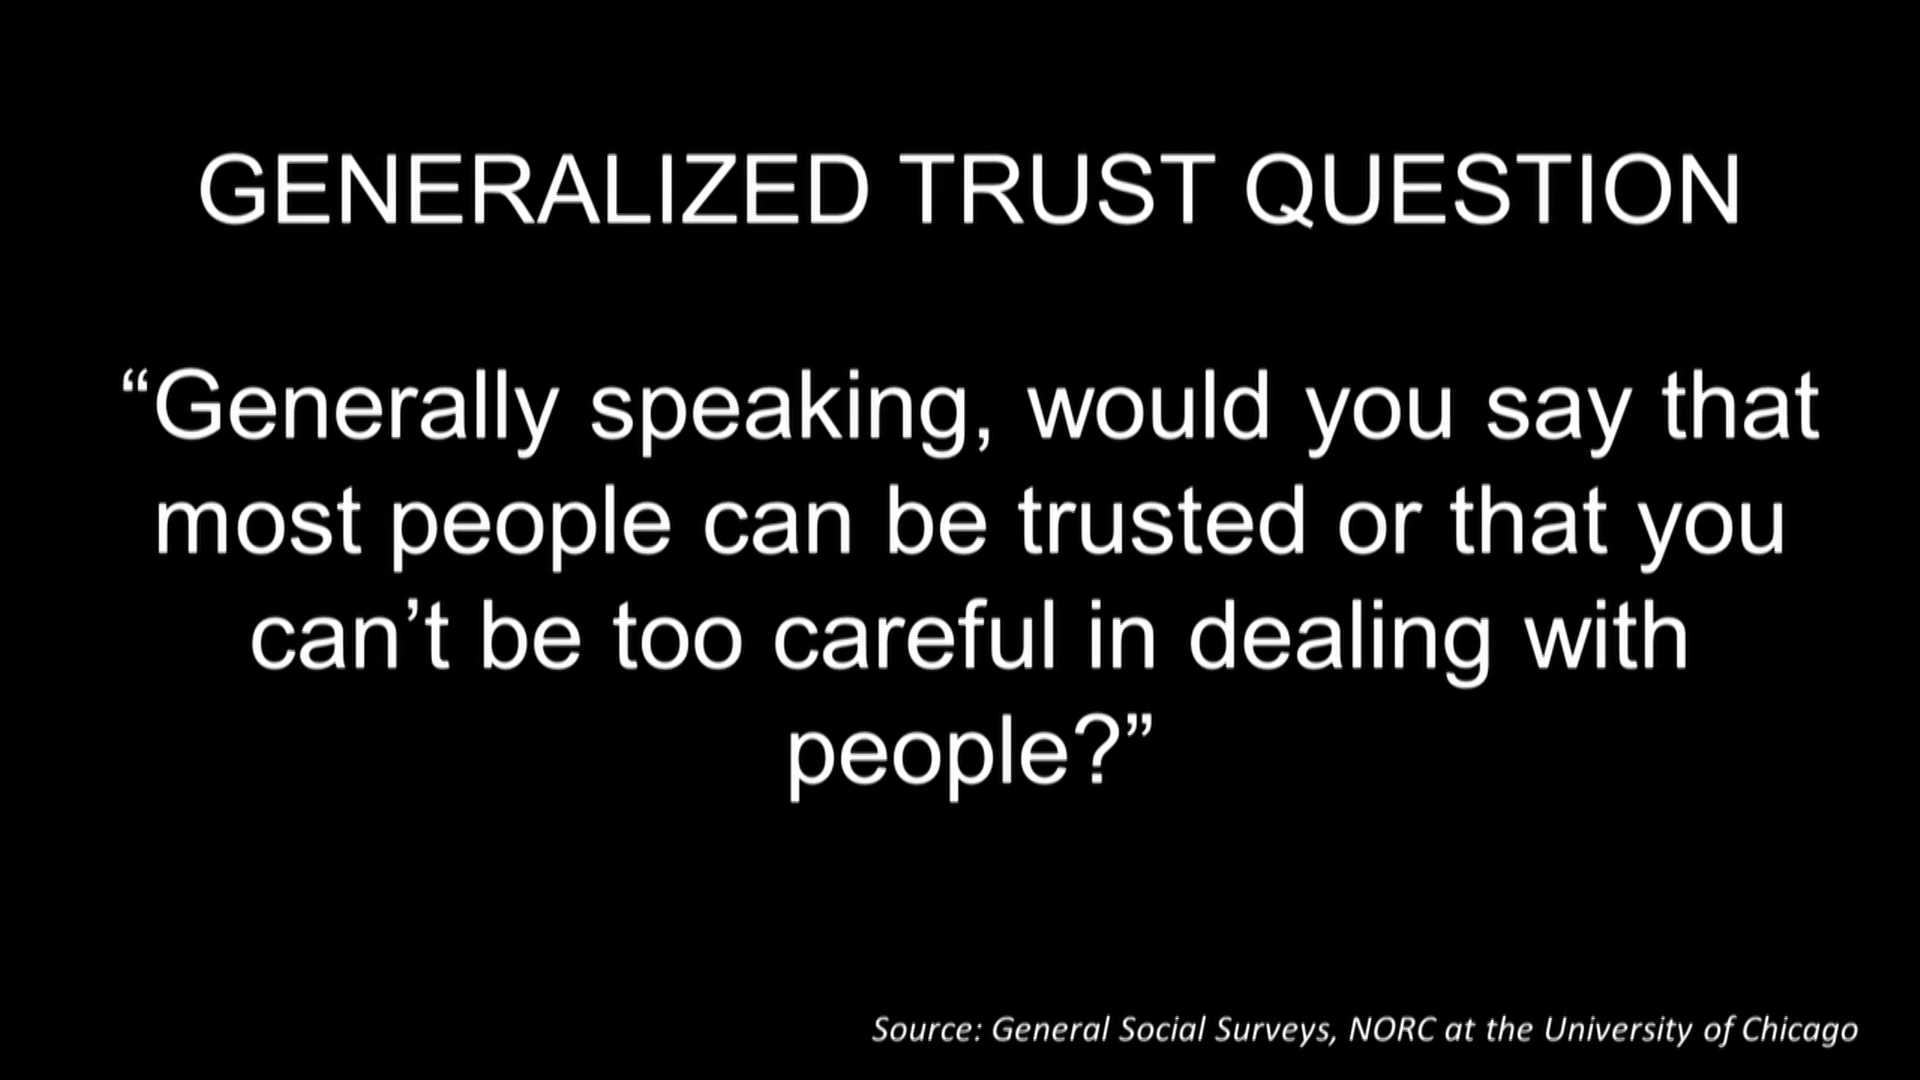 GENERALIZED TRUST QUESTION
“Generally speaking, would you say that
most people can be trusted or that you
can’t be too careful in dealing with
people?”
Source: General Social Surveys, NORC at the University of Chicago